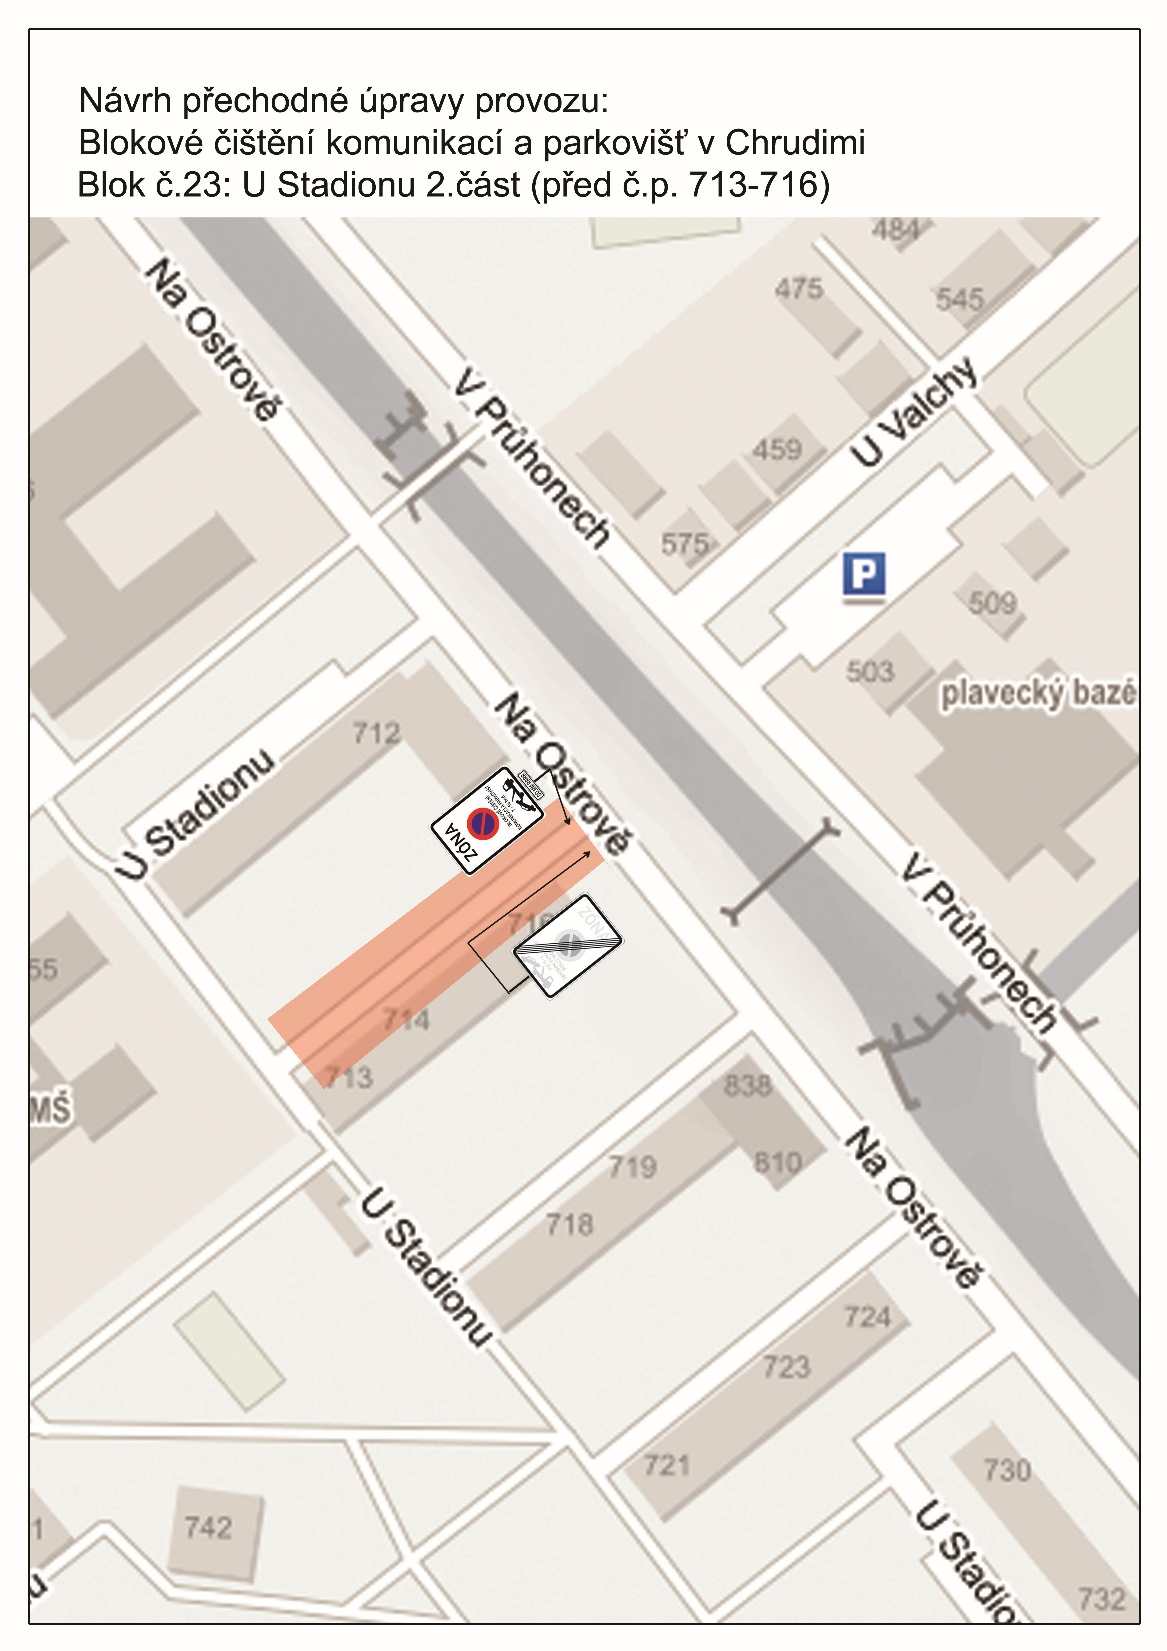 Návrh přechodné úpravy provozu:
Blokové čištění komunikací a parkovišť v Chrudimi
Blok č.23: U Stadionu 2.část (před č.p. 713-716)
484
475
545
Na Ostrově
V Průhonech
U Valchy
459
575
P
509
503
plavecký bazé
712
Na Ostrově
U Stadionu
ZÓNA
V Průhonech
ZÓNA
55
714
713
MŠ
838
719
810
718
Na Ostrově
U Stadionu
724
723
721
730
742
1
U Stadio
732